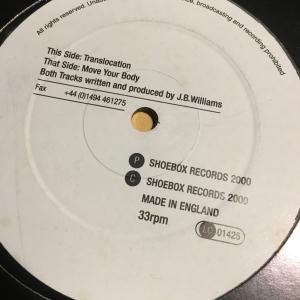 All rights reserved. Unau
broadcasting and recording prohibited
This Side: Translocation
That Side: Move Your Body
Both Tracks written and produced by J.B.Williams
Fax +44 (0)1494 461275
P SHOEBOX RECORDS 2000
C SHOEBOX RECORDS 2000
MADE IN ENGLAND
33rpm
LC 01425